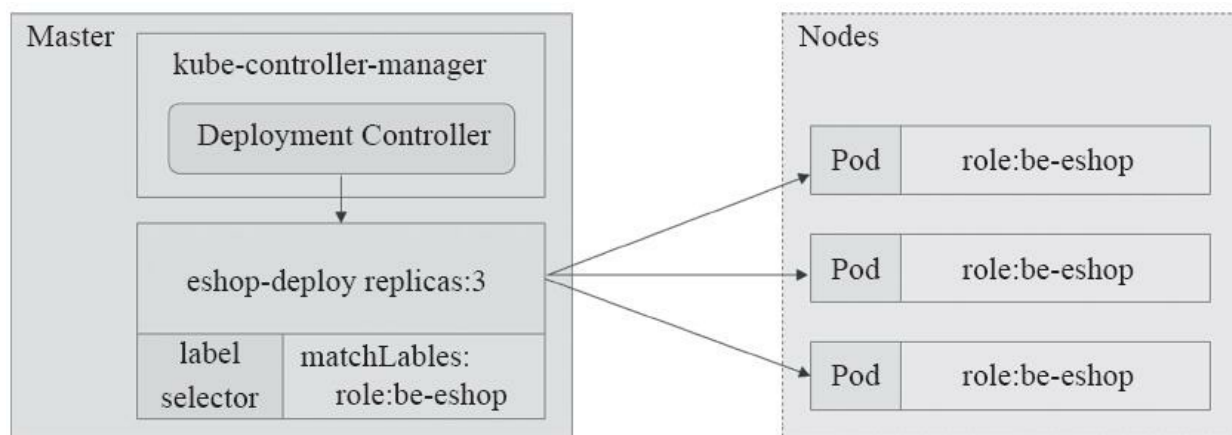 Master
kube-controller-manager
Deployment Controller
eshop-deploy replicas:3
label
selector
matchLables:
role:be-eshop
Nodes
Pod
role:be-eshop
Pod
role:be-eshop
Pod
role:be-eshop